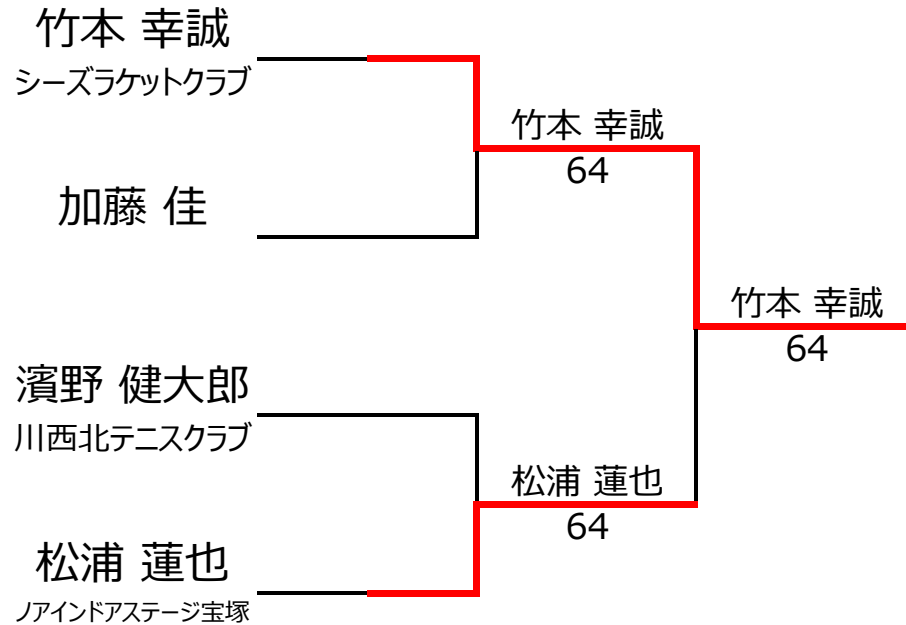 竹本 幸誠
シーズラケットクラブ
竹本 幸誠
64
加藤 佳
竹本 幸誠
64
濱野 健大郎
川西北テニスクラブ
松浦 蓮也
64
松浦 蓮也
ノアインドアステージ宝塚